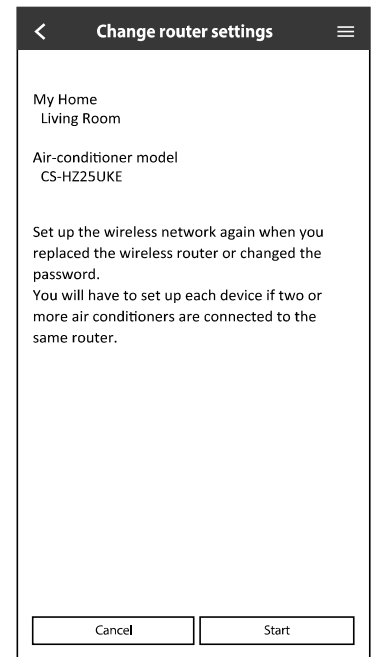 Change router settings
My Home
Living Room
Air-conditioner model
CS-HZ25UKE
Set up the wireless network again when you
replaced the wireless router or changed the
password.
You will have to set up each device if two or
more air conditioners are connected to the
same router.
Cancel
Start